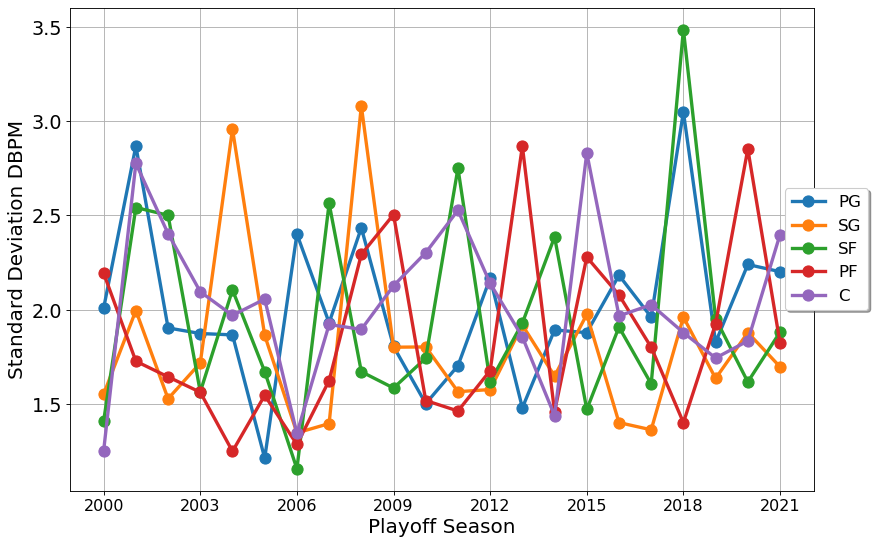 3.5
3.0
2.5
2.0
1.5
Standard Deviation DBPM
PG
SG
SF
PF
C
2000 2003 2006 2009 2012 2015 2018 2021
Playoff Season